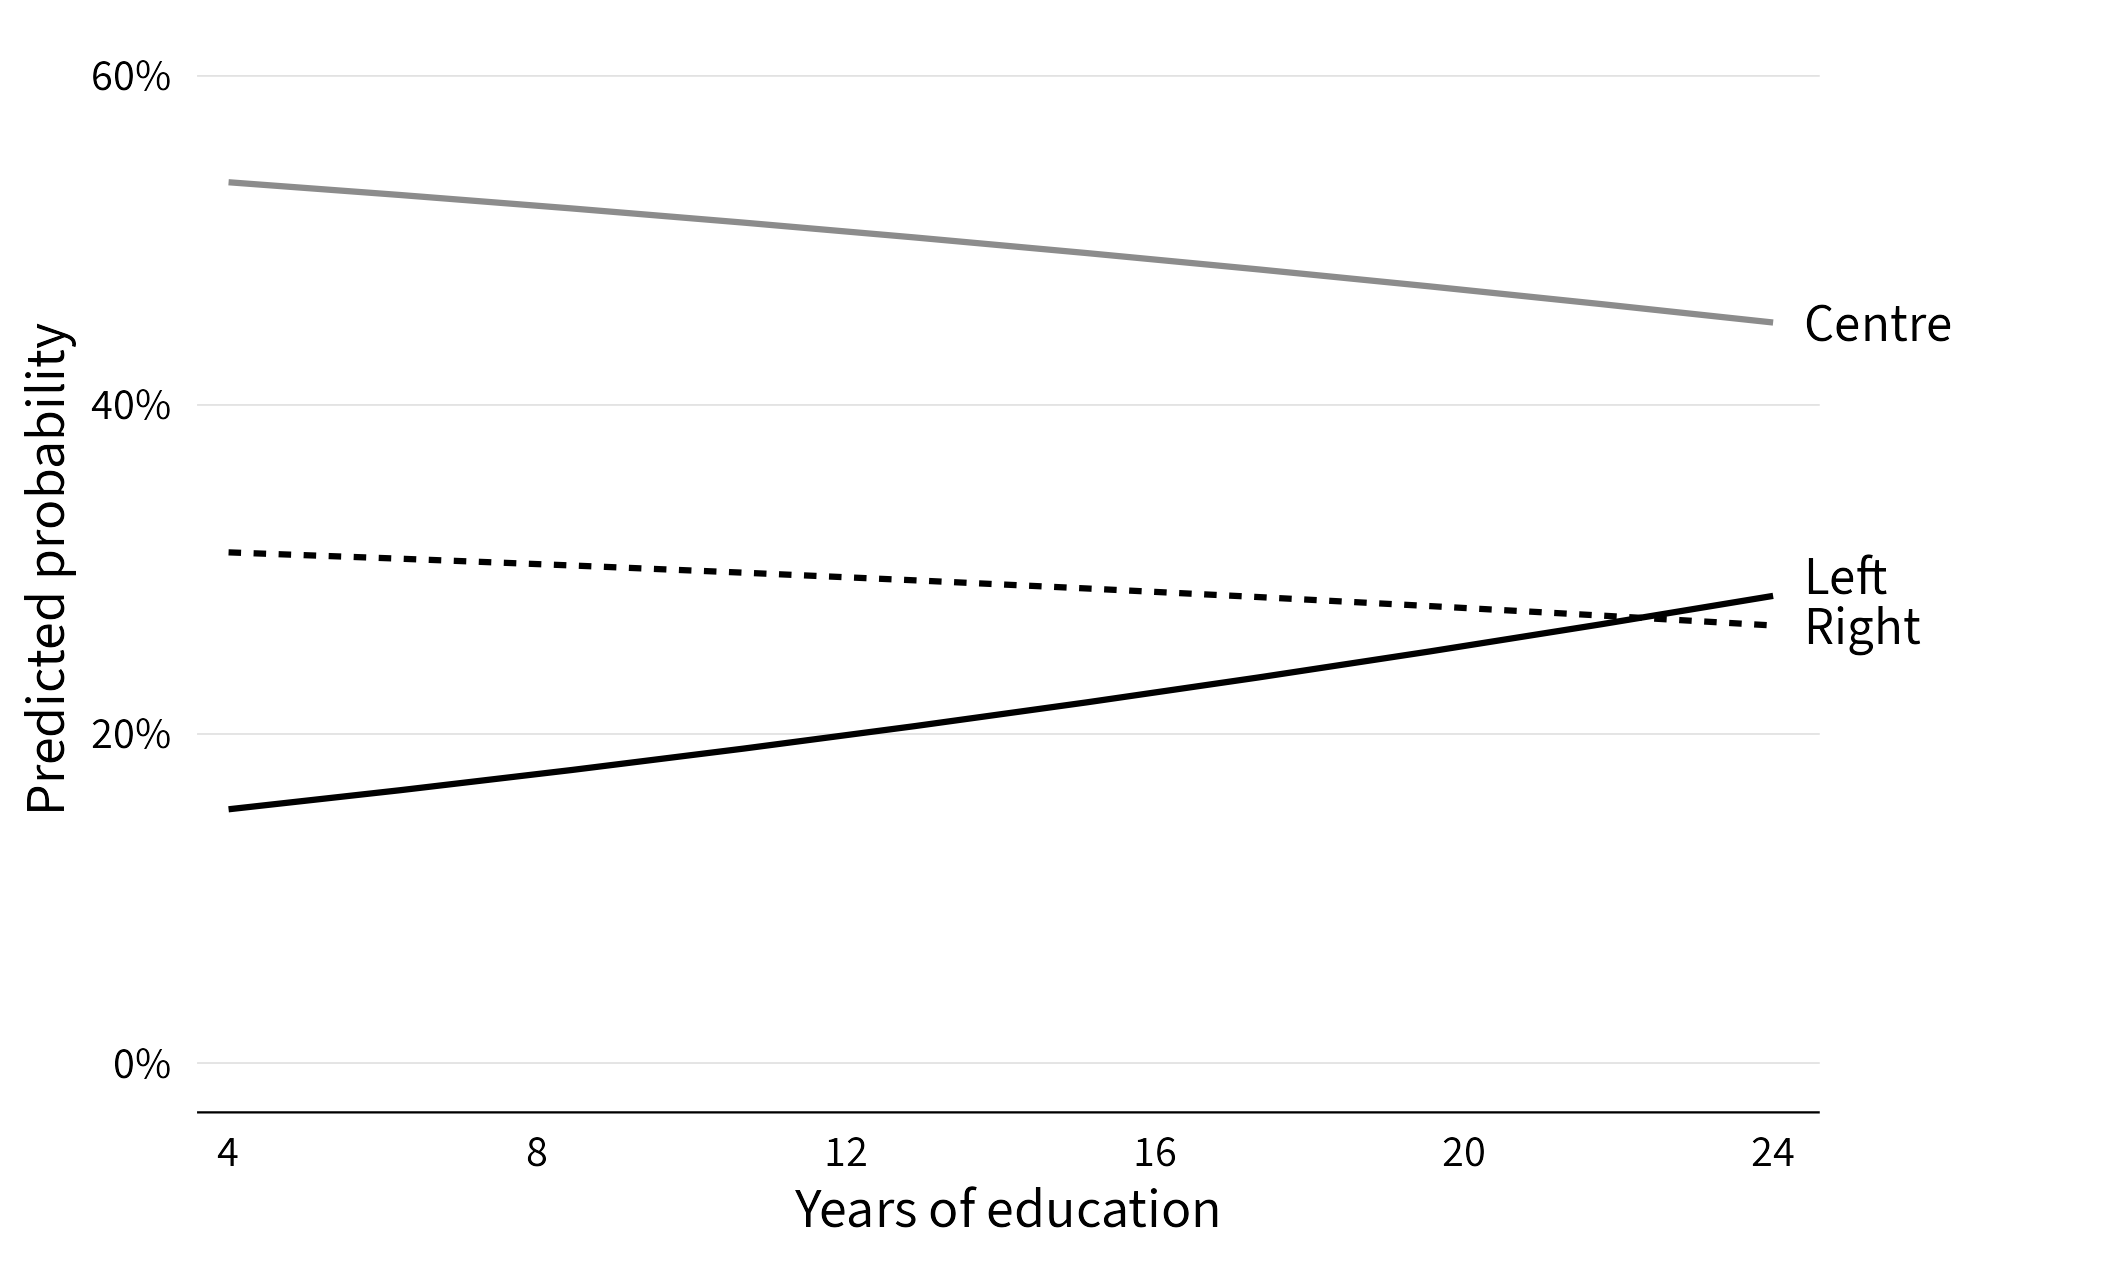 60%
40%
20%
0%
Predicted probability
Centre
Left
Right
4 8 12 16 20 24
Years of education